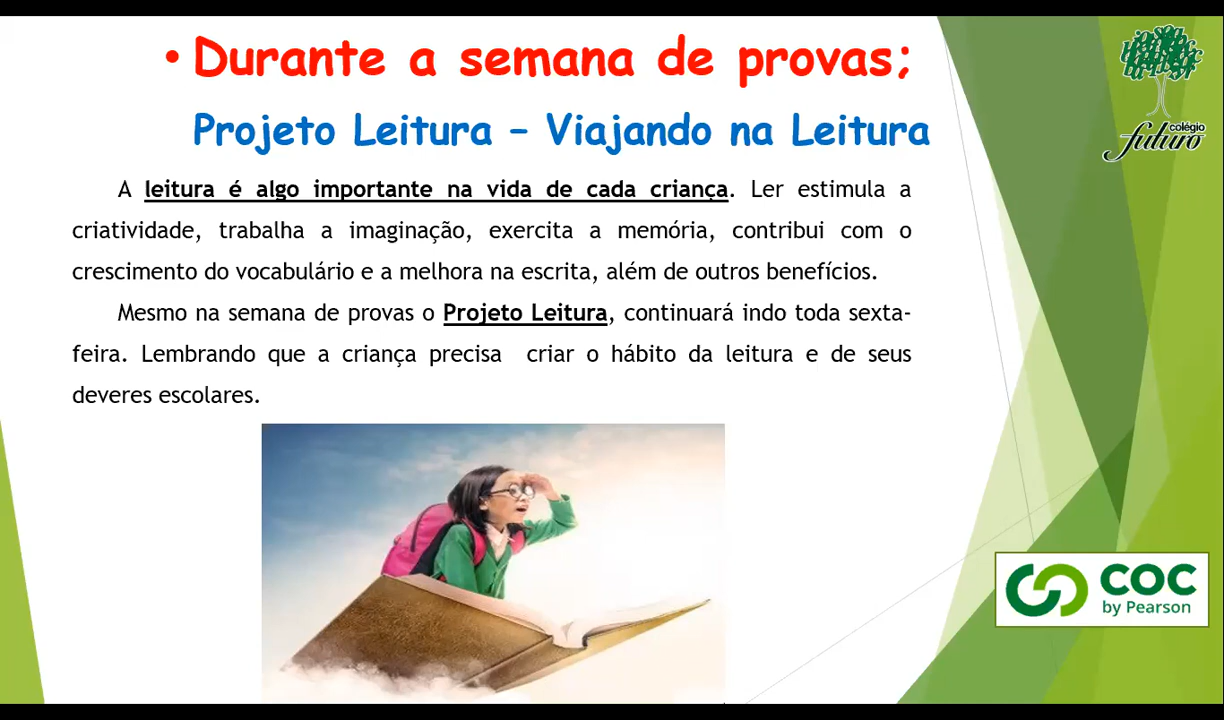 • Durante a semana de provas;
Projeto Leitura – Viajando na Leitura
colégio
futuro
A leitura é algo importante na vida de cada criança. Ler estimula a
criatividade, trabalha a imaginação, exercita a memória, contribui com o
crescimento do vocabulário e a melhora na escrita, além de outros benefícios.
Mesmo na semana de provas o Projeto Leitura, continuará indo toda sexta-
feira. Lembrando que a criança precisa criar o hábito da leitura e de seus
deveres escolares.
COC
by Pearson